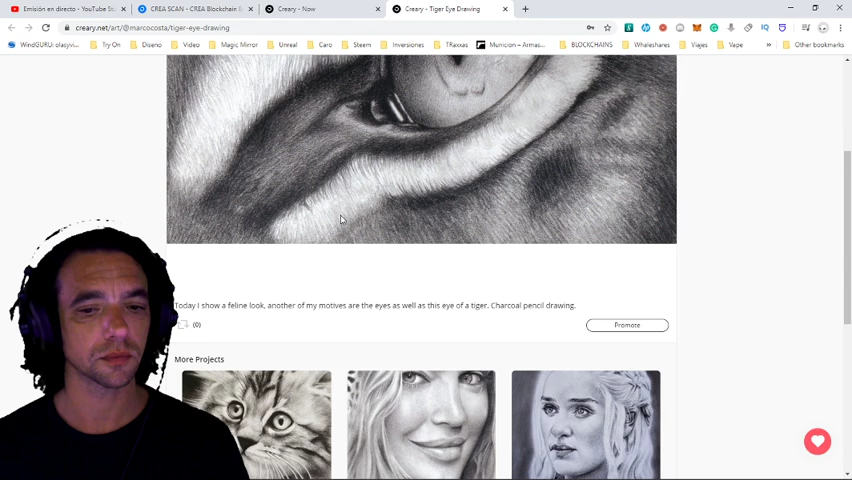 Emisión en directo - YouTube St
CREA SCAN - CREA Blockchain E
Creary - Now
Creary - Tiger Eye Drawing
creary.net/art/@marcocosta/tiger-eye-drawing
WindGURU: olasyvi...
Try On
Diseno
Video
Magic Mirror
Unreal
Caro
Steem
Inversiones
TRaxxas
Municion – Armas...
BLOCKCHAINS
Whaleshares
Viajes
Vape
Other bookmarks
Today I show a feline look, another of my motives are the eyes as well as this eye of a tiger. Charcoal pencil drawing.
(0)
Promote
More Projects